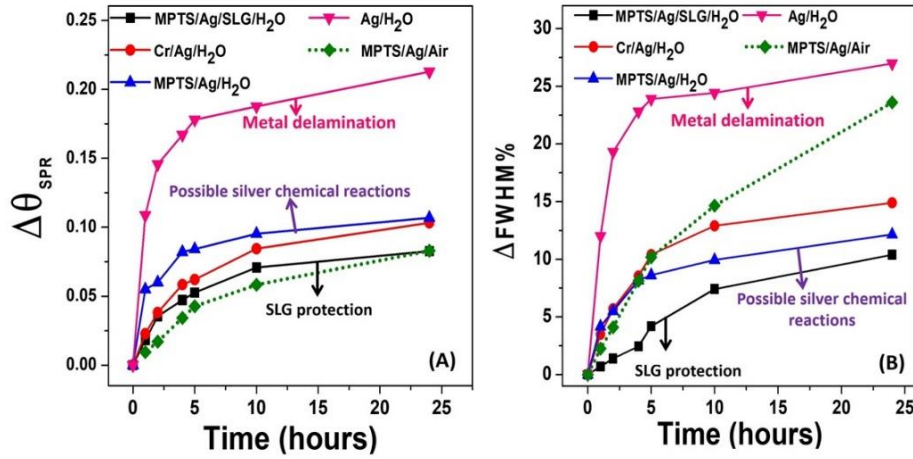 MPTS/Ag/SLG/H₂O
Ag/H₂O
Cr/Ag/H₂O
MPTS/Ag/Air
MPTS/Ag/H₂O
0.25
0.20
0.15
0.10
0.05
0.00
ΔθSPR
Metal delamination
Possible silver chemical reactions
SLG protection
(A)
0 5 10 15 20 25
Time (hours)
MPTS/Ag/SLG/H₂O
Ag/H₂O
Cr/Ag/H₂O
MPTS/Ag/Air
MPTS/Ag/H₂O
30
25
20
15
10
5
0
ΔFWHM%
Metal delamination
Possible silver chemical
reactions
SLG protection
(B)
0 5 10 15 20 25
Time (hours)